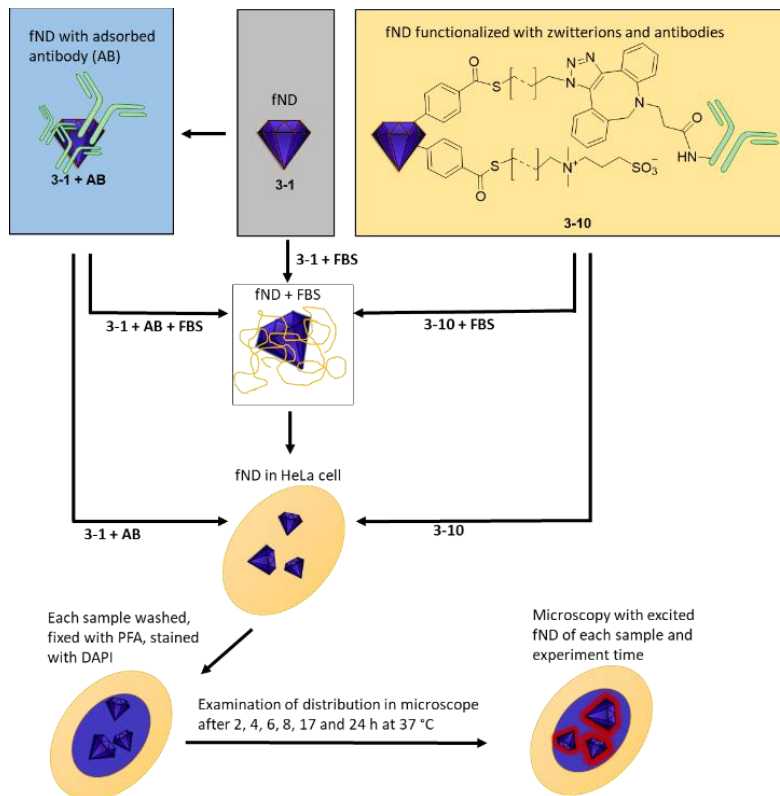 fND with adsorbed
antibody (AB)
3-1 + AB
fND
3-1
fND functionalized with zwitterions and antibodies
O
S
N
N
N
N
O
HN
O
S
N+
SO3−
3-10
3-1 + FBS
fND + FBS
3-1 + AB + FBS
3-10 + FBS
fND in HeLa cell
3-1 + AB
3-10
Each sample washed,
fixed with PFA, stained
with DAPI
Microscopy with excited
fND of each sample and
experiment time
Examination of distribution in microscope
after 2, 4, 6, 8, 17 and 24 h at 37 °C